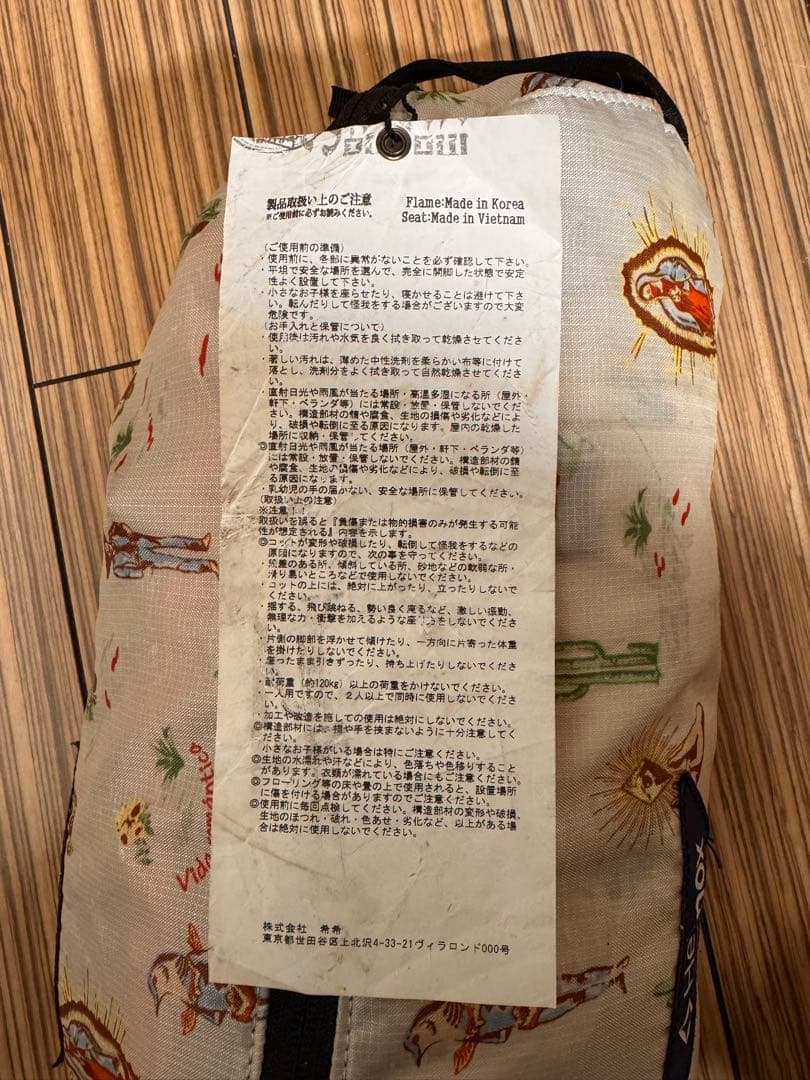 製品取扱い上のご注意
※ご使用前に必ずお読みください。
Flame:Made in Korea
Seat:Made in Vietnam
(ご使用前の準備)
・使用前に、各部に異常がないことを必ず確認して下さい。
・平坦で安全な場所を選んで、完全に開脚した状態で安定
性よく設置して下さい。
・小さなお子様を座らせたり、寝かせることは避けて下さ
い。転んだりして怪我をする場合がございますので大変
危険です。
(お手入れと保管について)
・使用後は汚れや水気を良く拭き取って乾燥させてくださ
い。
・著しい汚れは、薄めた中性洗剤を柔らかい布等に付けて
落とし、洗剤分をよく拭き取って自然乾燥させてくださ
い。
・直射日光や雨風が当たる場所・高温多湿になる所(屋外・
軒下・ベランダ等)には常設・放置・保管しないでくださ
い。構造部材の錆や腐食、生地の損傷や劣化などによ
り、破損や転倒に至る原因になります。屋内の乾燥した
場所に収納・保管してください。
◎直射日光や雨風が当たる場所(屋外・軒下・ベランダ等)
には常設・放置・保管しないでください。構造部材の錆
や腐食、生地の損傷や劣化などにより、破損や転倒に至
る原因になります。
・乳幼児の手の届かない、安全な場所に保管してください。
(取扱い上の注意)
※注意!!
取扱いを誤ると『負傷または物的損害のみが発生する可能
性が想定される』内容を示します。
◎コットが変形や破損したり、転倒して怪我をするなどの
原因になりますので、次の事を守ってください。
・段差のある所、傾斜している所、砂地などの軟弱な所・
滑り易いところなどで使用しないでください。
・コットの上には、絶対に上がったり、立ったりしないで
ください。
・揺する、飛び跳ねる、勢い良く座るなど、激しい振動、
無理な力・衝撃を加えるような座り方をしないでくださ
い。
・片側の脚部を浮かせて傾けたり、一方向に片寄った体重
を掛けたりしないでください。
・座ったまま引きずったり、持ち上げたりしないでくださ
い。
・耐荷重(約120kg)以上の荷重をかけないでください。
・一人用ですので、2人以上で同時に使用しないでくださ
い。
・加工や改造を施しての使用は絶対にしないでください。
◎構造部材には、指や手を挟まないように十分注意してく
ださい。
小さなお子様がいる場合は特にご注意ください。
◎生地の水濡れや汗などにより、色落ちや色移りすること
があります。衣類が濡れている場合にもご注意ください。
◎フローリング等の床や畳の上で使用されると、設置場所
に傷を付ける場合がありますのでご注意ください。
◎使用前に毎回点検してください。構造部材の変形や破損、
生地のほつれ・破れ・色あせ・劣化など、以上がある場
合は絶対に使用しないでください。
株式会社 希希
東京都世田谷区上北沢4-33-21ヴィラロンド000号
Vida romántico
Helinox